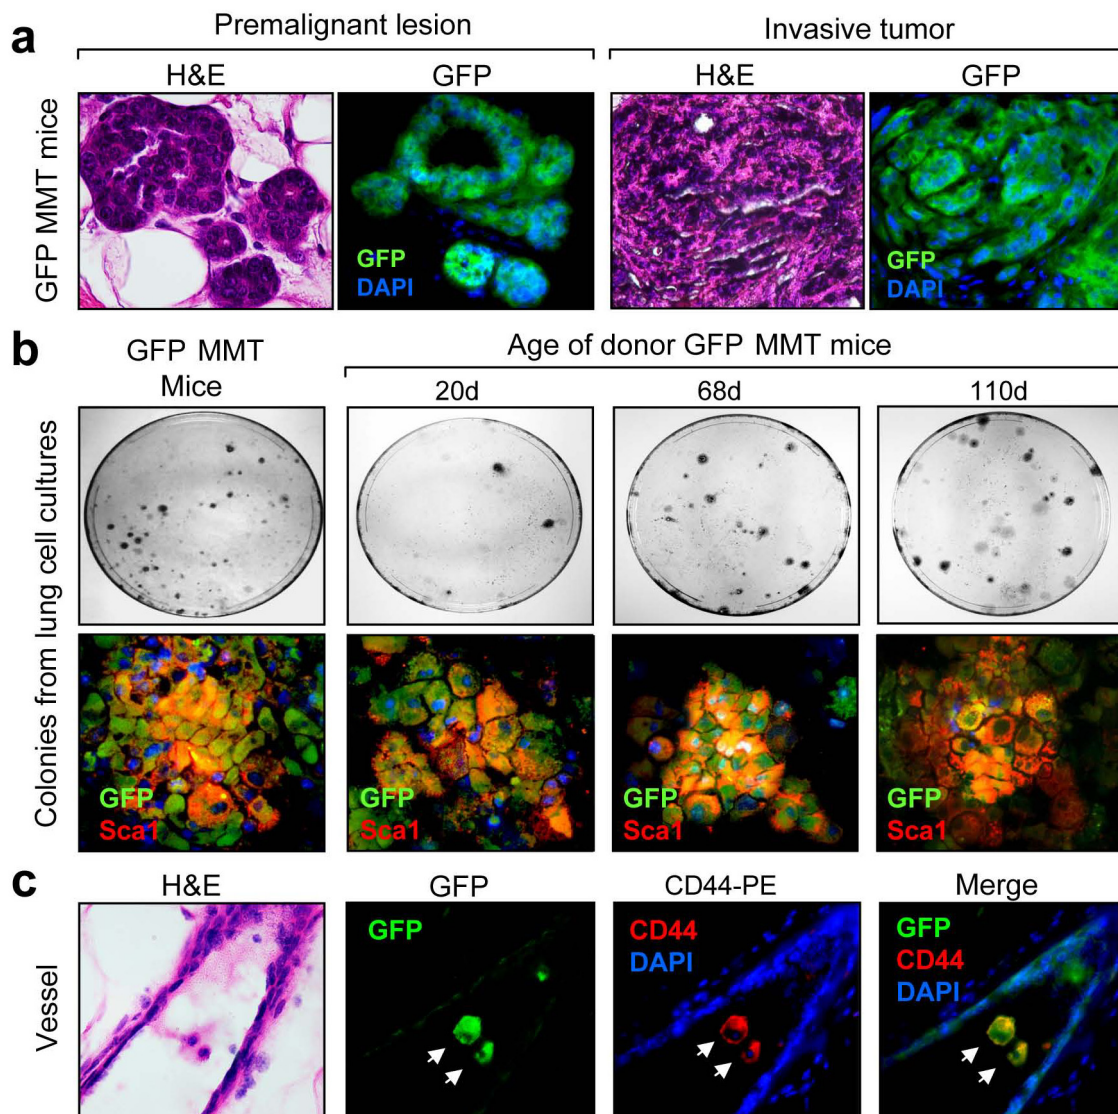 a
Premalignant lesion
Invasive tumor
H&E
GFP
H&E
GFP
GFP MMT mice
GFP
DAPI
GFP
DAPI
b
GFP MMT
Mice
Age of donor GFP MMT mice
20d
68d
110d
Colonies from lung cell cultures
GFP
Sca1
GFP
Sca1
GFP
Sca1
GFP
Sca1
c
H&E
GFP
CD44-PE
Merge
Vessel
GFP
CD44
DAPI
GFP
CD44
DAPI